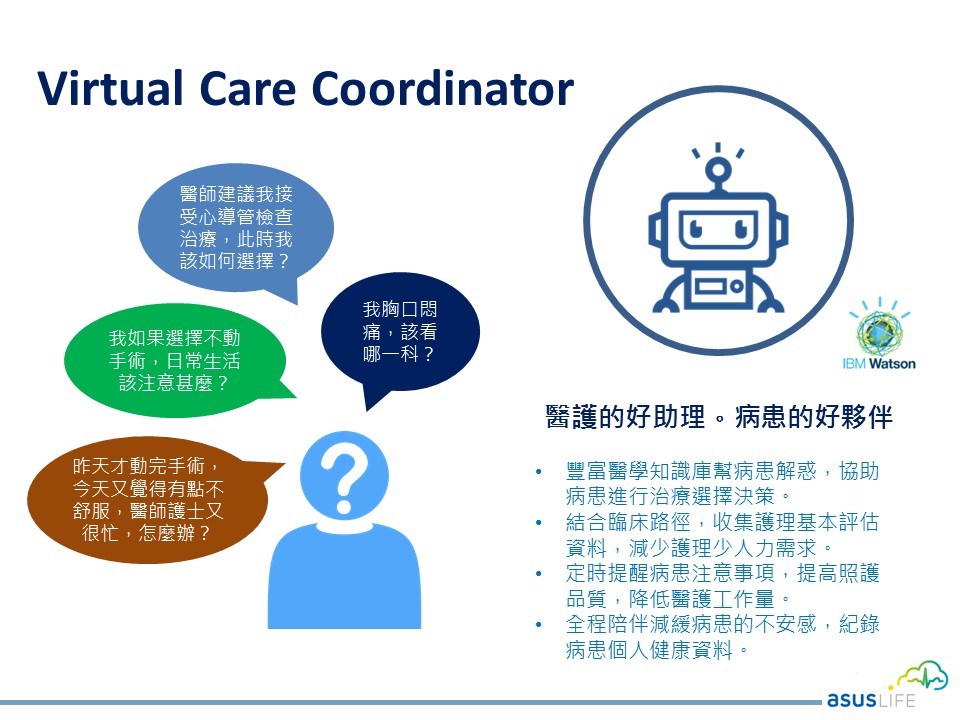 Virtual Care Coordinator
醫師建議我接
受心導管檢查
治療，此時我
該如何選擇？
我胸口悶
痛，該看
哪一科？
我如果選擇不動
手術，日常生活
該注意甚麼？
昨天才動完手術，
今天又覺得有點不
舒服，醫師護士又
很忙，怎麼辦？
?
IBM Watson
醫護的好助理。病患的好夥伴
• 豐富醫學知識庫幫病患解惑，協助
病患進行治療選擇決策。
• 結合臨床路徑，收集護理基本評估
資料，減少護理少人力需求。
• 定時提醒病患注意事項，提高照護
品質，降低醫護工作量。
• 全程陪伴減緩病患的不安感，紀錄
病患個人健康資料。
asus LIFE